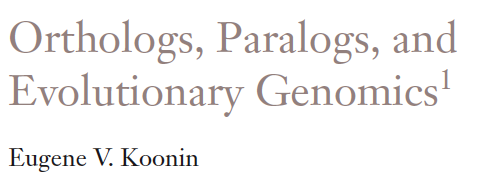 Orthologs, Paralogs, and
Evolutionary Genomics¹
Eugene V. Koonin